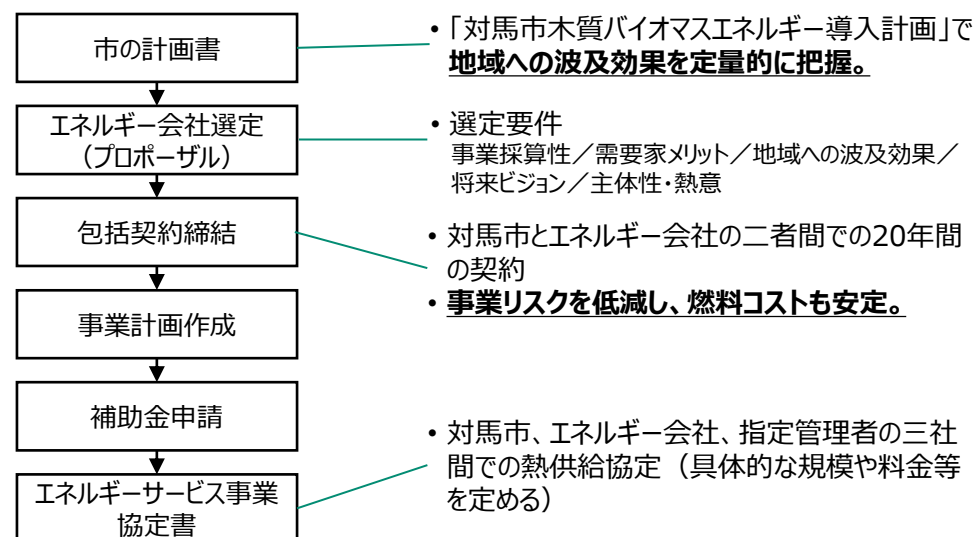 市の計画書
• 「対馬市木質バイオマスエネルギー導入計画」で
地域への波及効果を定量的に把握。
エネルギー会社選定
（プロポーザル）
• 選定要件
事業採算性／需要家メリット／地域への波及効果／
将来ビジョン／主体性・熱意
包括契約締結
• 対馬市とエネルギー会社の二者間での20年間
の契約
• 事業リスクを低減し、燃料コストも安定。
事業計画作成
補助金申請
• 対馬市、エネルギー会社、指定管理者の三社
間での熱供給協定（具体的な規模や料金等
を定める）
エネルギーサービス事業
協定書